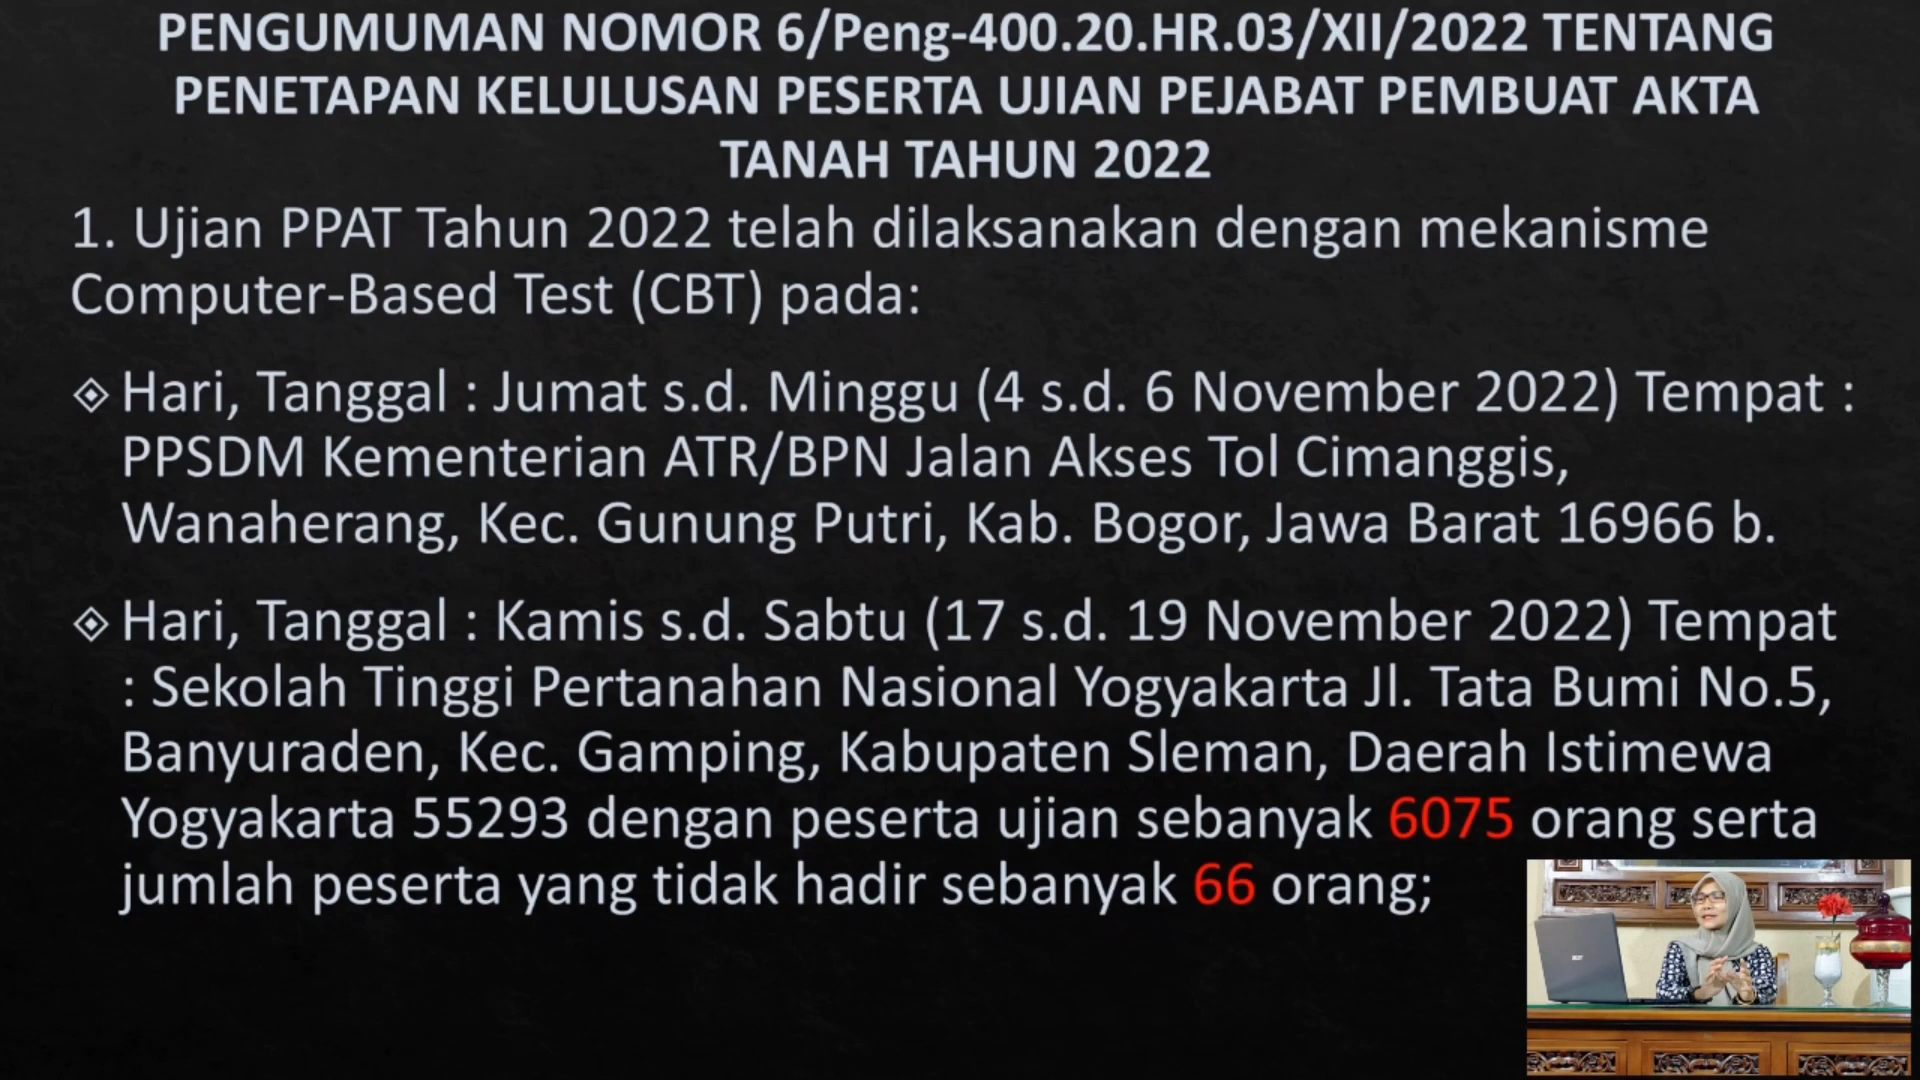 PENGUMUMAN NOMOR 6/Peng-400.20.HR.03/XII/2022 TENTANG
PENETAPAN KELULUSAN PESERTA UJIAN PEJABAT PEMBUAT AKTA
TANAH TAHUN 2022
1. Ujian PPAT Tahun 2022 telah dilaksanakan dengan mekanisme
Computer-Based Test (CBT) pada:
Hari, Tanggal : Jumat s.d. Minggu (4 s.d. 6 November 2022) Tempat :
PPSDM Kementerian ATR/BPN Jalan Akses Tol Cimanggis,
Wanaherang, Kec. Gunung Putri, Kab. Bogor, Jawa Barat 16966 b.
Hari, Tanggal : Kamis s.d. Sabtu (17 s.d. 19 November 2022) Tempat
: Sekolah Tinggi Pertanahan Nasional Yogyakarta Jl. Tata Bumi No.5,
Banyuraden, Kec. Gamping, Kabupaten Sleman, Daerah Istimewa
Yogyakarta 55293 dengan peserta ujian sebanyak 6075 orang serta
jumlah peserta yang tidak hadir sebanyak 66 orang;